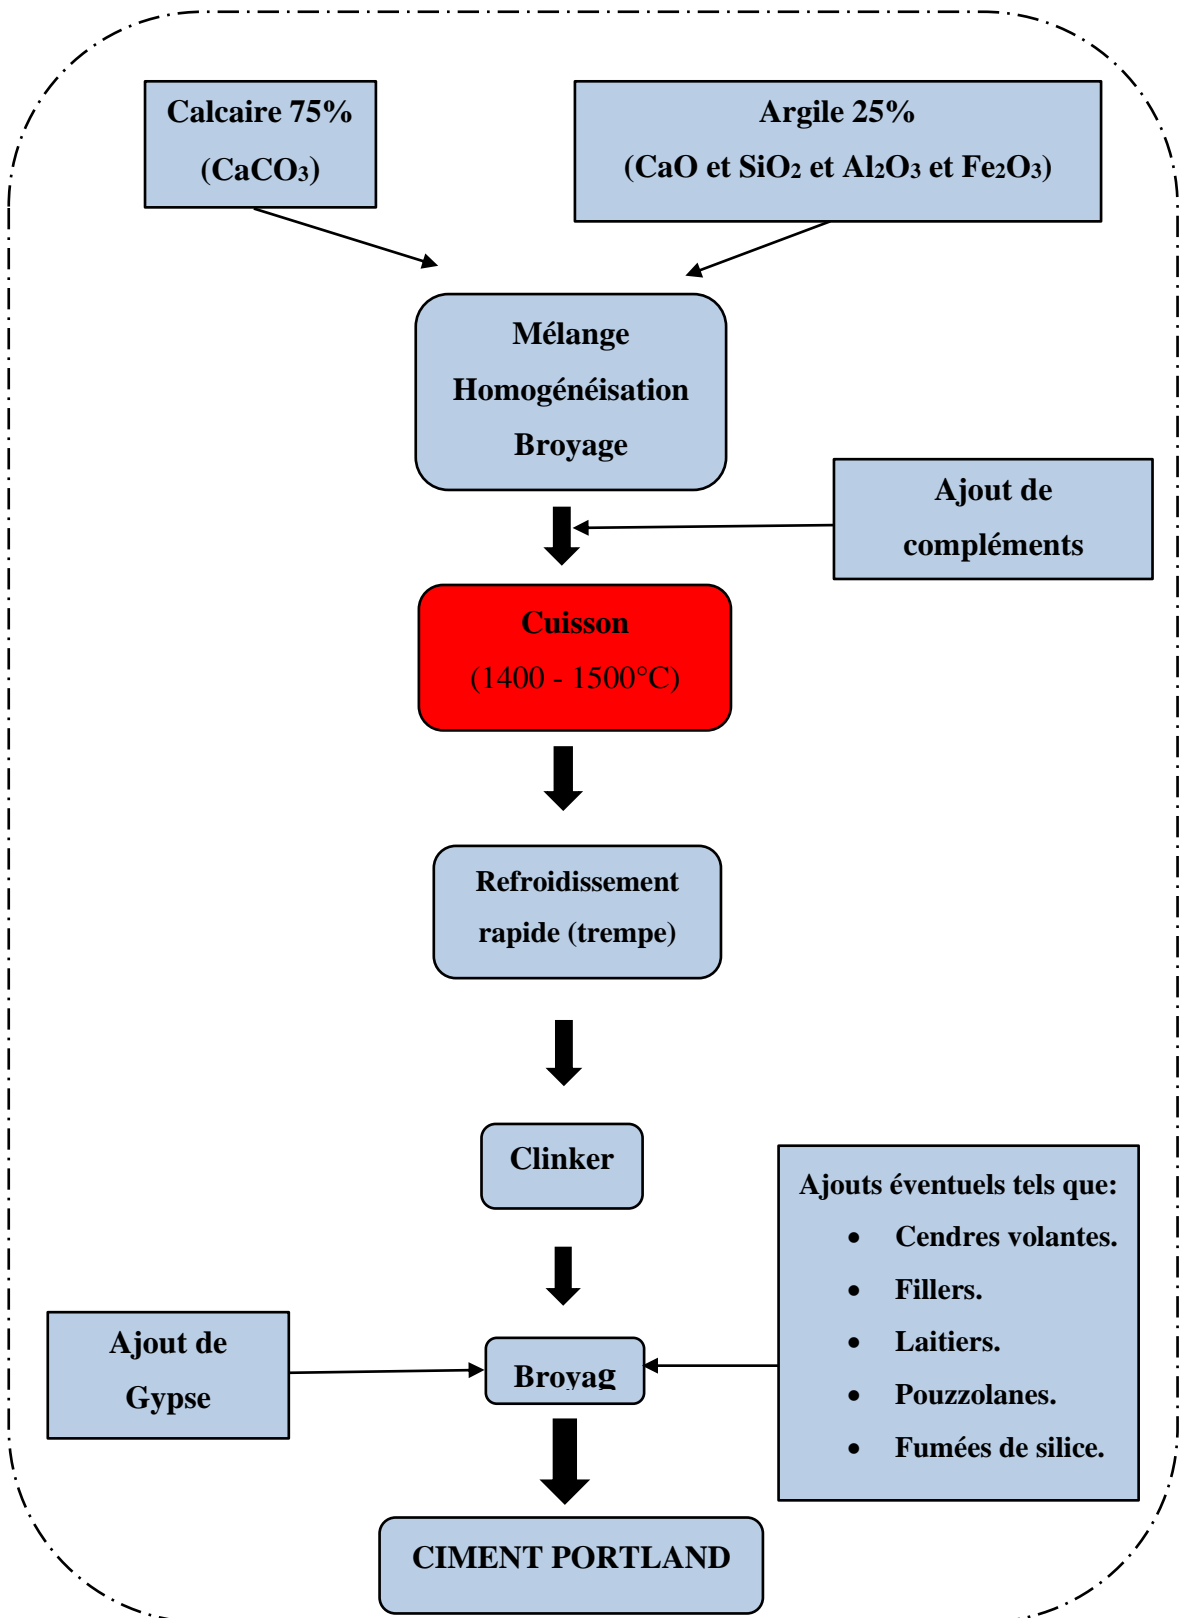 Calcaire 75%
(CaCO₃)
Argile 25%
(CaO et SiO₂ et Al₂O₃ et Fe₂O₃)
Mélange
Homogénéisation
Broyage
Ajout de
compléments
Cuisson
(1400 - 1500°C)
Refroidissement
rapide (trempe)
Clinker
Ajouts éventuels tels que:
• Cendres volantes.
• Fillers.
• Laitiers.
• Pouzzolanes.
• Fumées de silice.
Ajout de
Gypse
Broyag
CIMENT PORTLAND